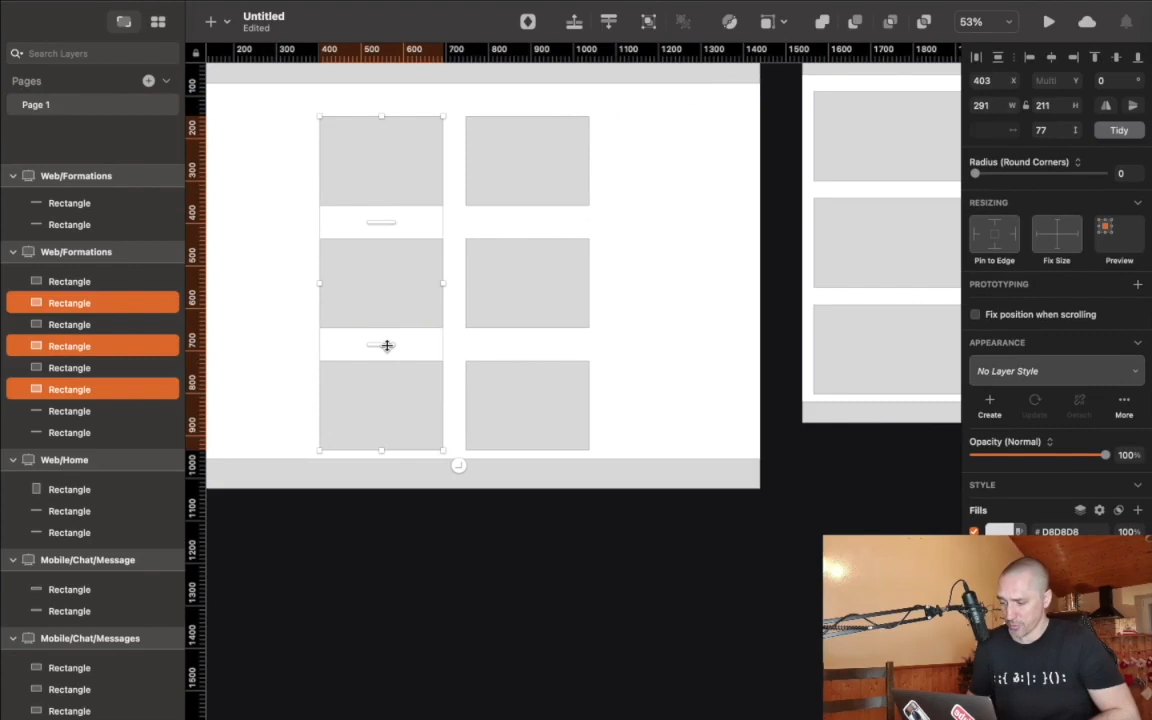 Untitled
Edited
53%
Search Layers
Pages
Page 1
Web/Formations
Rectangle
Rectangle
Web/Formations
Rectangle
Rectangle
Rectangle
Rectangle
Rectangle
Rectangle
Rectangle
Rectangle
Web/Home
Rectangle
Rectangle
Rectangle
Mobile/Chat/Message
Rectangle
Rectangle
Mobile/Chat/Messages
Rectangle
Rectangle
Rectangle
200 300 400 500 600 700 800 900 1000 1100 1200 1300 1400 1500 1600 1700 1800
100
200
300
400
500
600
700
800
900
1000
1100
1200
1300
1400
1500
403 X Multi Y 0 °
291 W 211 H
77 Tidy
Radius (Round Corners)
0
RESIZING
Pin to Edge Fix Size Preview
PROTOTYPING
Fix position when scrolling
APPEARANCE
No Layer Style
Create Update Detach More
Opacity (Normal)
100%
STYLE
Fills
# D8D8D8 100%